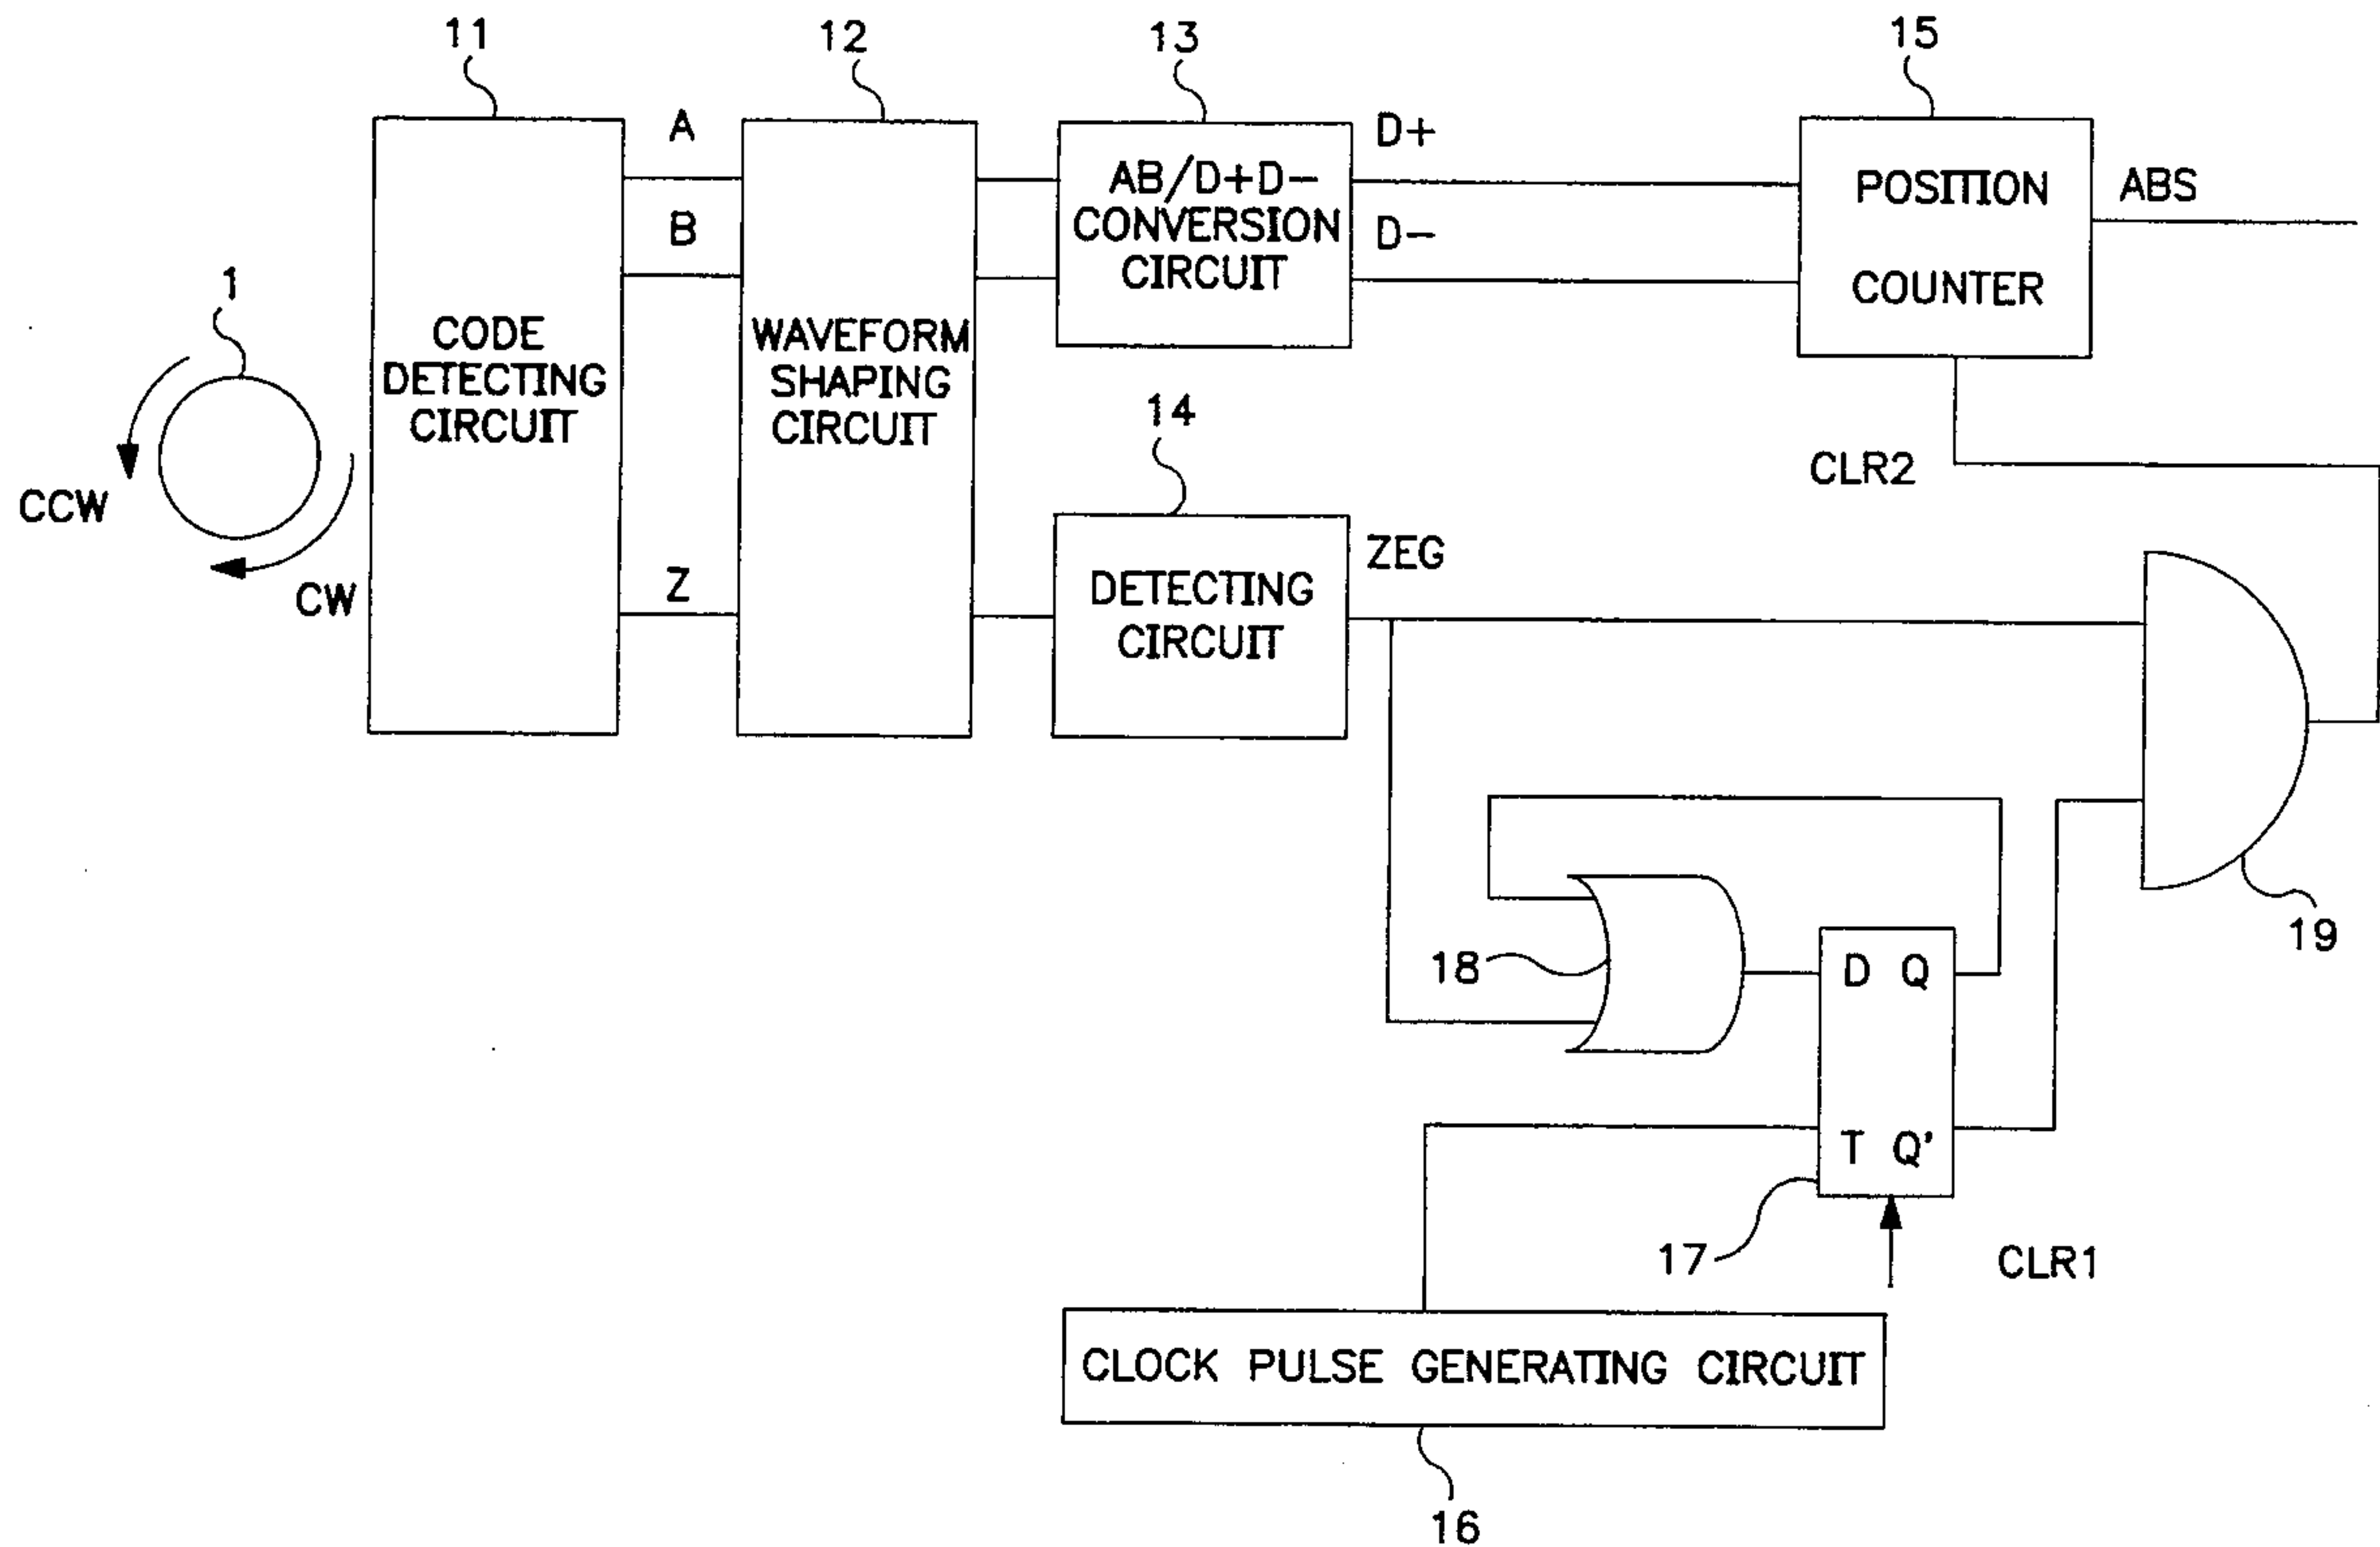 11
12
13
15
A
B
D+
D-
AB/D+D-
CONVERSION
CIRCUIT
POSITION
COUNTER
ABS
1
CODE
DETECTING
CIRCUIT
WAVEFORM
SHAPING
CIRCUIT
14
CLR2
CCW
CW
Z
DETECTING
CIRCUIT
ZEG
19
18
D Q
T Q'
17
CLR1
CLOCK PULSE GENERATING CIRCUIT
16